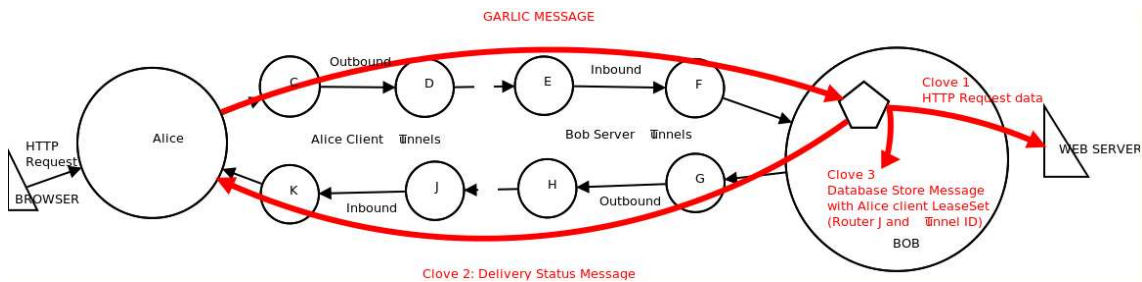 GARLIC MESSAGE
Outbound
Inbound
C
D
E
F
Clove 1
HTTP Request data
Alice
Alice Client Tunnels
Bob Server Tunnels
HTTP
Request
BROWSER
WEB SERVER
K
J
H
G
Inbound
Outbound
Clove 3
Database Store Message
with Alice client LeaseSet
(Router J and Tunnel ID)
BOB
Clove 2: Delivery Status Message